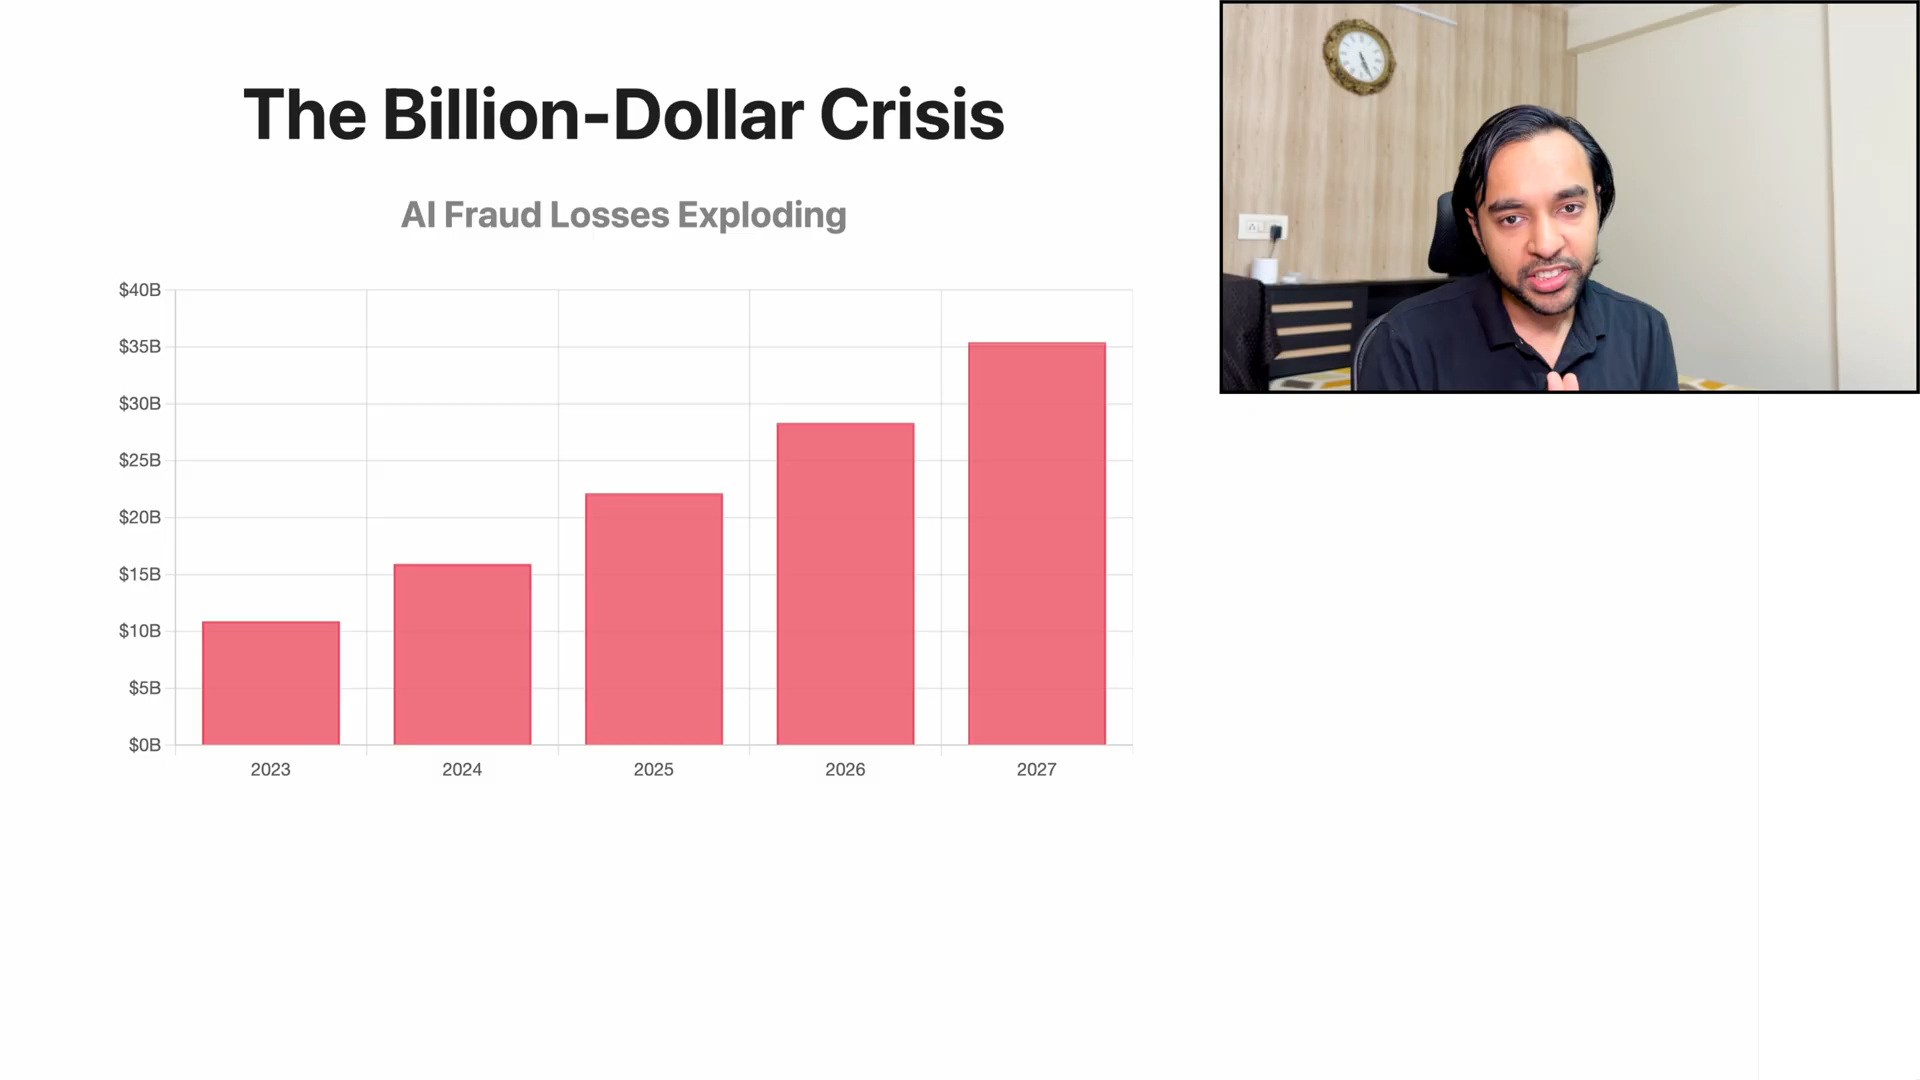 The Billion-Dollar Crisis
AI Fraud Losses Exploding
$40B
$35B
$30B
$25B
$20B
$15B
$10B
$5B
$0B
2023 2024 2025 2026 2027